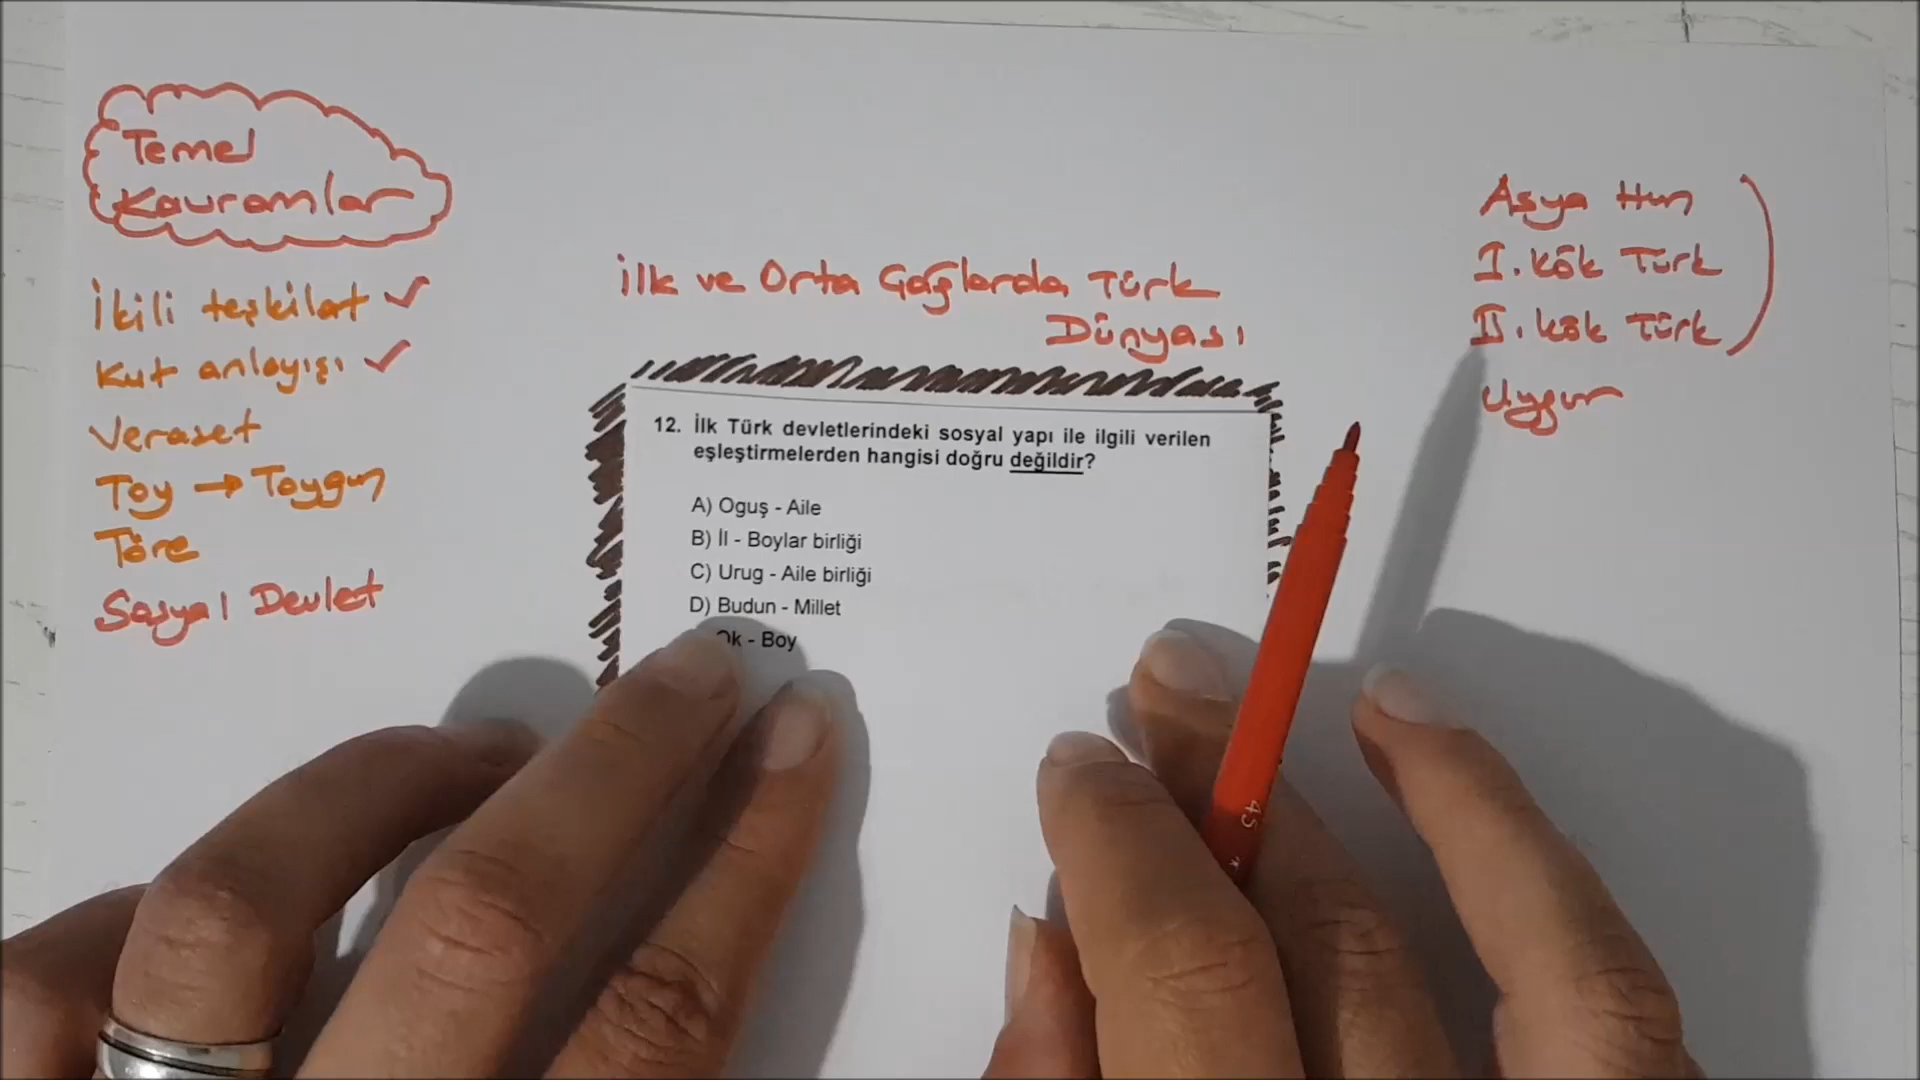 Temel
Kavramlar
İkili teşkilat ✓
Kut anlayışı ✓
Veraset
Toy → Toygun
Töre
Sosyal Devlet
İlk ve Orta Çağlarda Türk
Dünyası
12. İlk Türk devletlerindeki sosyal yapı ile ilgili verilen
eşleştirmelerden hangisi doğru değildir?
A) Oguş - Aile
B) İl - Boylar birliği
C) Urug - Aile birliği
D) Budun - Millet
Ok - Boy
Asya Hun
I. Kök Türk
II. Kök Türk
Uygur
45